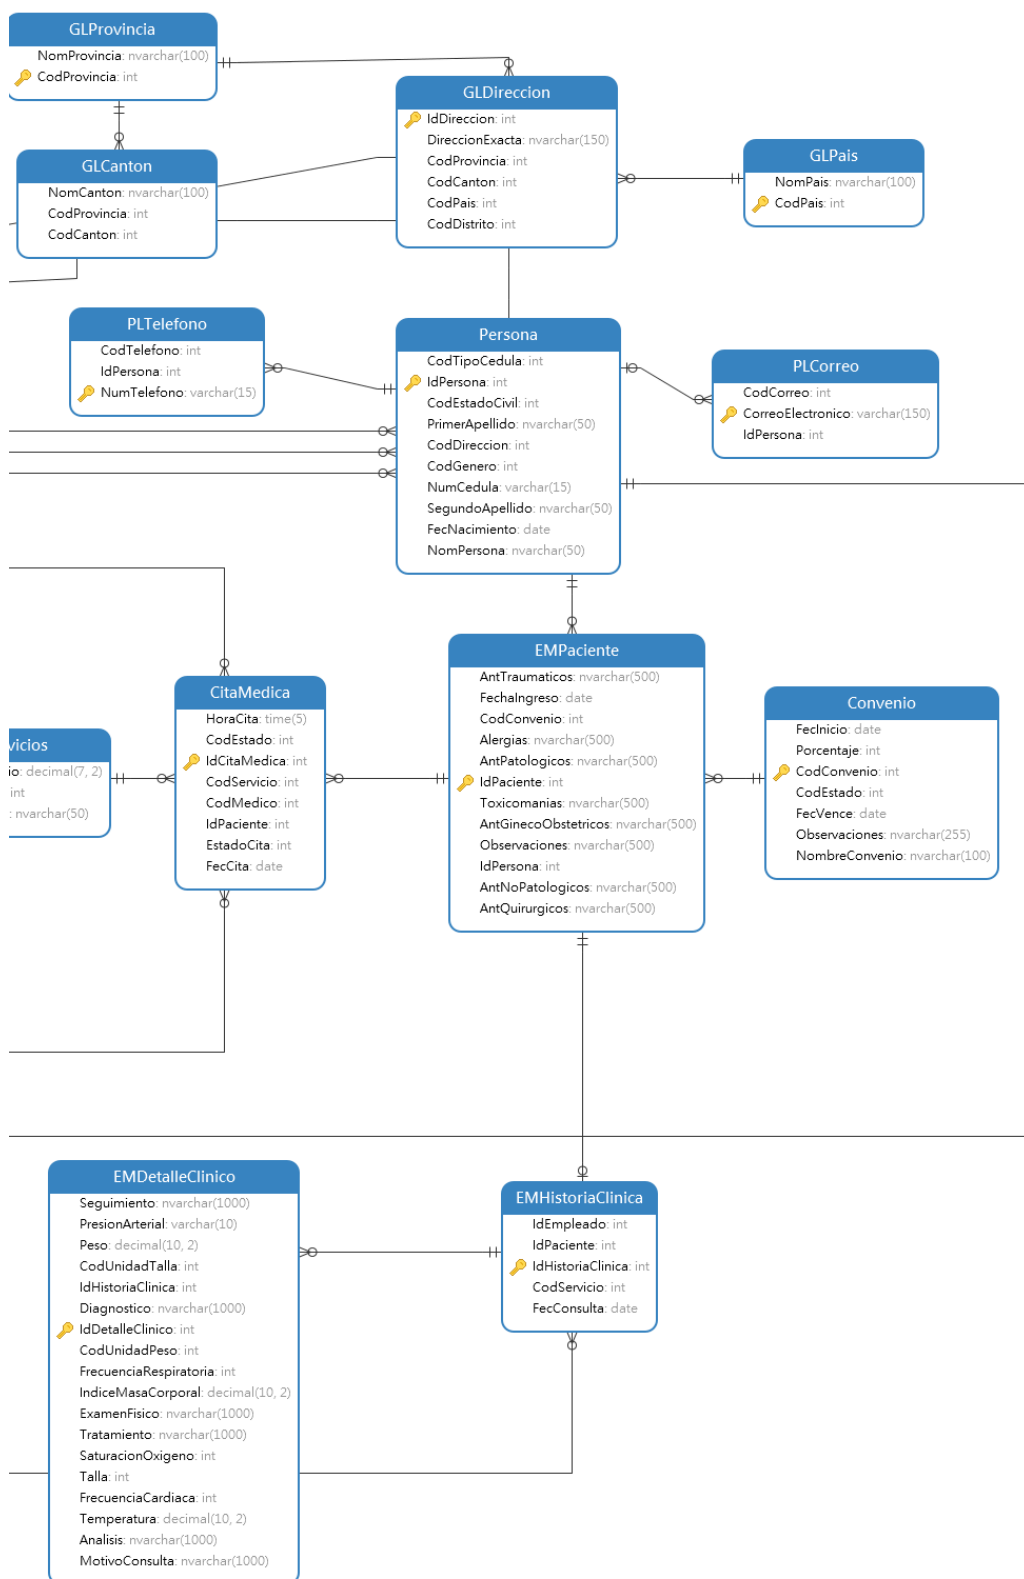 GLProvincia
NomProvincia: nvarchar(100)
CodProvincia: int
GLDireccion
IdDireccion: int
DireccionExacta: nvarchar(150)
CodProvincia: int
CodCanton: int
CodPais: int
CodDistrito: int
GLPais
NomPais: nvarchar(100)
CodPais: int
GLCanton
NomCanton: nvarchar(100)
CodProvincia: int
CodCanton: int
PLTelefono
CodTelefono: int
IdPersona: int
NumTelefono: varchar(15)
Persona
CodTipoCedula: int
IdPersona: int
CodEstadoCivil: int
PrimerApellido: nvarchar(50)
CodDireccion: int
CodGenero: int
NumCedula: varchar(15)
SegundoApellido: nvarchar(50)
FecNacimiento: date
NomPersona: nvarchar(50)
PLCorreo
CodCorreo: int
CorreoElectronico: varchar(150)
IdPersona: int
vicios
io: decimal(7, 2)
int
: nvarchar(50)
CitaMedica
HoraCita: time(5)
CodEstado: int
IdCitaMedica: int
CodServicio: int
CodMedico: int
IdPaciente: int
EstadoCita: int
FecCita: date
EMPaciente
AntTraumaticos: nvarchar(500)
FechaIngreso: date
CodConvenio: int
Alergias: nvarchar(500)
AntPatologicos: nvarchar(500)
IdPaciente: int
Toxicomanias: nvarchar(500)
AntGinecoObstetricos: nvarchar(500)
Observaciones: nvarchar(500)
IdPersona: int
AntNoPatologicos: nvarchar(500)
AntQuirurgicos: nvarchar(500)
Convenio
FecInicio: date
Porcentaje: int
CodConvenio: int
CodEstado: int
FecVence: date
Observaciones: nvarchar(255)
NombreConvenio: nvarchar(100)
EMDetalleClinico
Seguimiento: nvarchar(1000)
PresionArterial: varchar(10)
Peso: decimal(10, 2)
CodUnidadTalla: int
IdHistoriaClinica: int
Diagnostico: nvarchar(1000)
IdDetalleClinico: int
CodUnidadPeso: int
FrecuenciaRespiratoria: int
IndiceMasaCorporal: decimal(10, 2)
ExamenFisico: nvarchar(1000)
Tratamiento: nvarchar(1000)
SaturacionOxigeno: int
Talla: int
FrecuenciaCardiaca: int
Temperatura: decimal(10, 2)
Analisis: nvarchar(1000)
MotivoConsulta: nvarchar(1000)
EMHistoriaClinica
IdEmpleado: int
IdPaciente: int
IdHistoriaClinica: int
CodServicio: int
FecConsulta: date